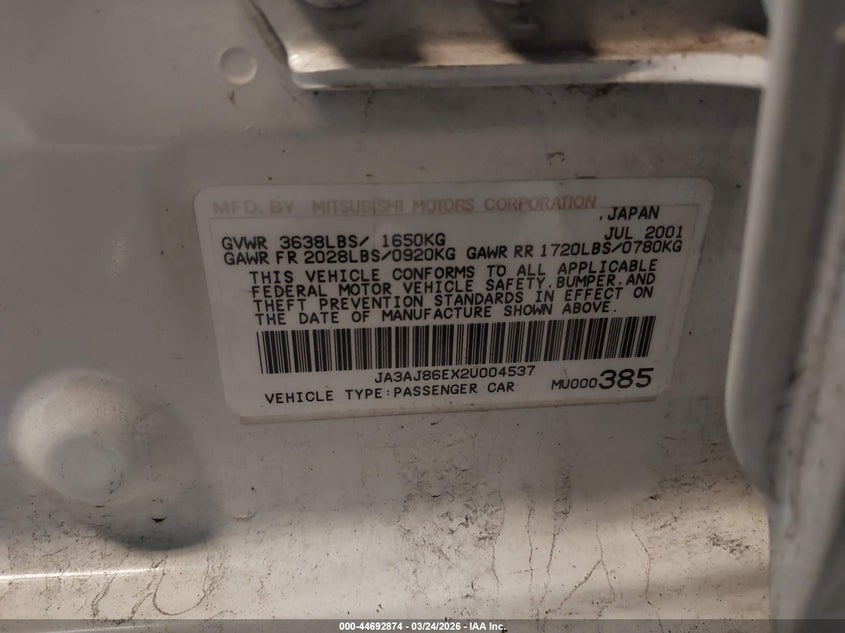 MFD. BY MITSUBISHI MOTORS CORPORATION
,JAPAN
GVWR 3638LBS/ 1650KG JUL 2001
GAWR FR 2028LBS/0920KG GAWR RR 1720LBS/0780KG
THIS VEHICLE CONFORMS TO ALL APPLICABLE
FEDERAL MOTOR VEHICLE SAFETY,BUMPER,AND
THEFT PREVENTION STANDARDS IN EFFECT ON
THE DATE OF MANUFACTURE SHOWN ABOVE.
JA3AJ86EX2U004537
VEHICLE TYPE:PASSENGER CAR MU000385
000-44692874 - 03/24/2026 - IAA Inc.